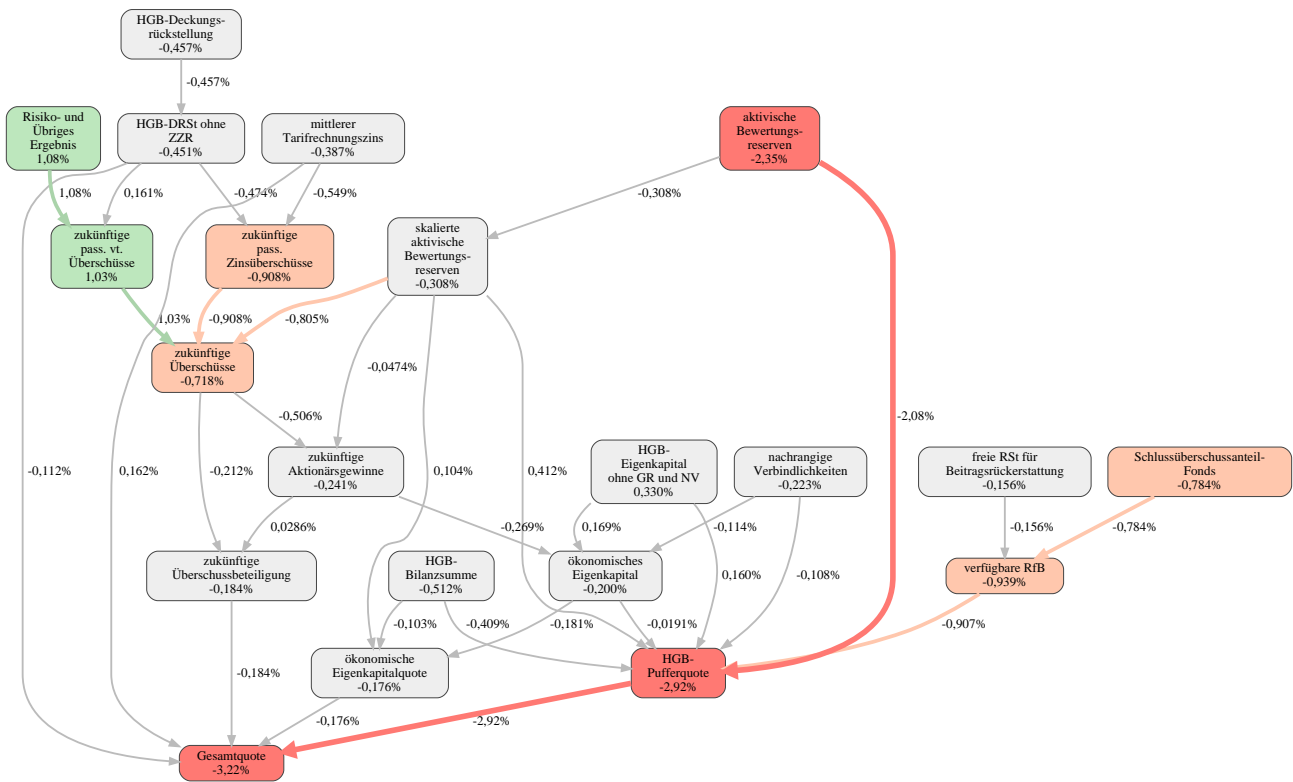 HGB-Deckungs-
rückstellung
-0,457%
-0,457%
Risiko- und
Übriges
Ergebnis
1,08%
HGB-DRSt ohne
ZZR
-0,451%
mittlerer
Tarifrechnungszins
-0,387%
aktivische
Bewertungs-
reserven
-2,35%
1,08%
0,161%
-0,474%
-0,549%
-0,308%
zukünftige
pass. vt.
Überschüsse
1,03%
zukünftige
pass.
Zinsüberschüsse
-0,908%
skalierte
aktivische
Bewertungs-
reserven
-0,308%
1,03%
-0,908%
-0,805%
zukünftige
Überschüsse
-0,718%
-0,0474%
-0,506%
-2,08%
zukünftige
Aktionärsgewinne
-0,241%
HGB-
Eigenkapital
ohne GR und NV
0,330%
nachrangige
Verbindlichkeiten
-0,223%
freie RSt für
Beitragsrückerstattung
-0,156%
Schlussüberschussanteil-
Fonds
-0,784%
-0,112%
0,162%
-0,212%
0,104%
0,412%
0,0286%
-0,269%
0,169%
-0,114%
-0,156%
-0,784%
zukünftige
Überschussbeteiligung
-0,184%
HGB-
Bilanzsumme
-0,512%
ökonomisches
Eigenkapital
-0,200%
0,160%
-0,108%
verfügbare RfB
-0,939%
-0,103%
-0,409%
-0,181%
-0,0191%
-0,907%
-0,184%
ökonomische
Eigenkapitalquote
-0,176%
HGB-
Pufferquote
-2,92%
-0,176%
-2,92%
Gesamtquote
-3,22%